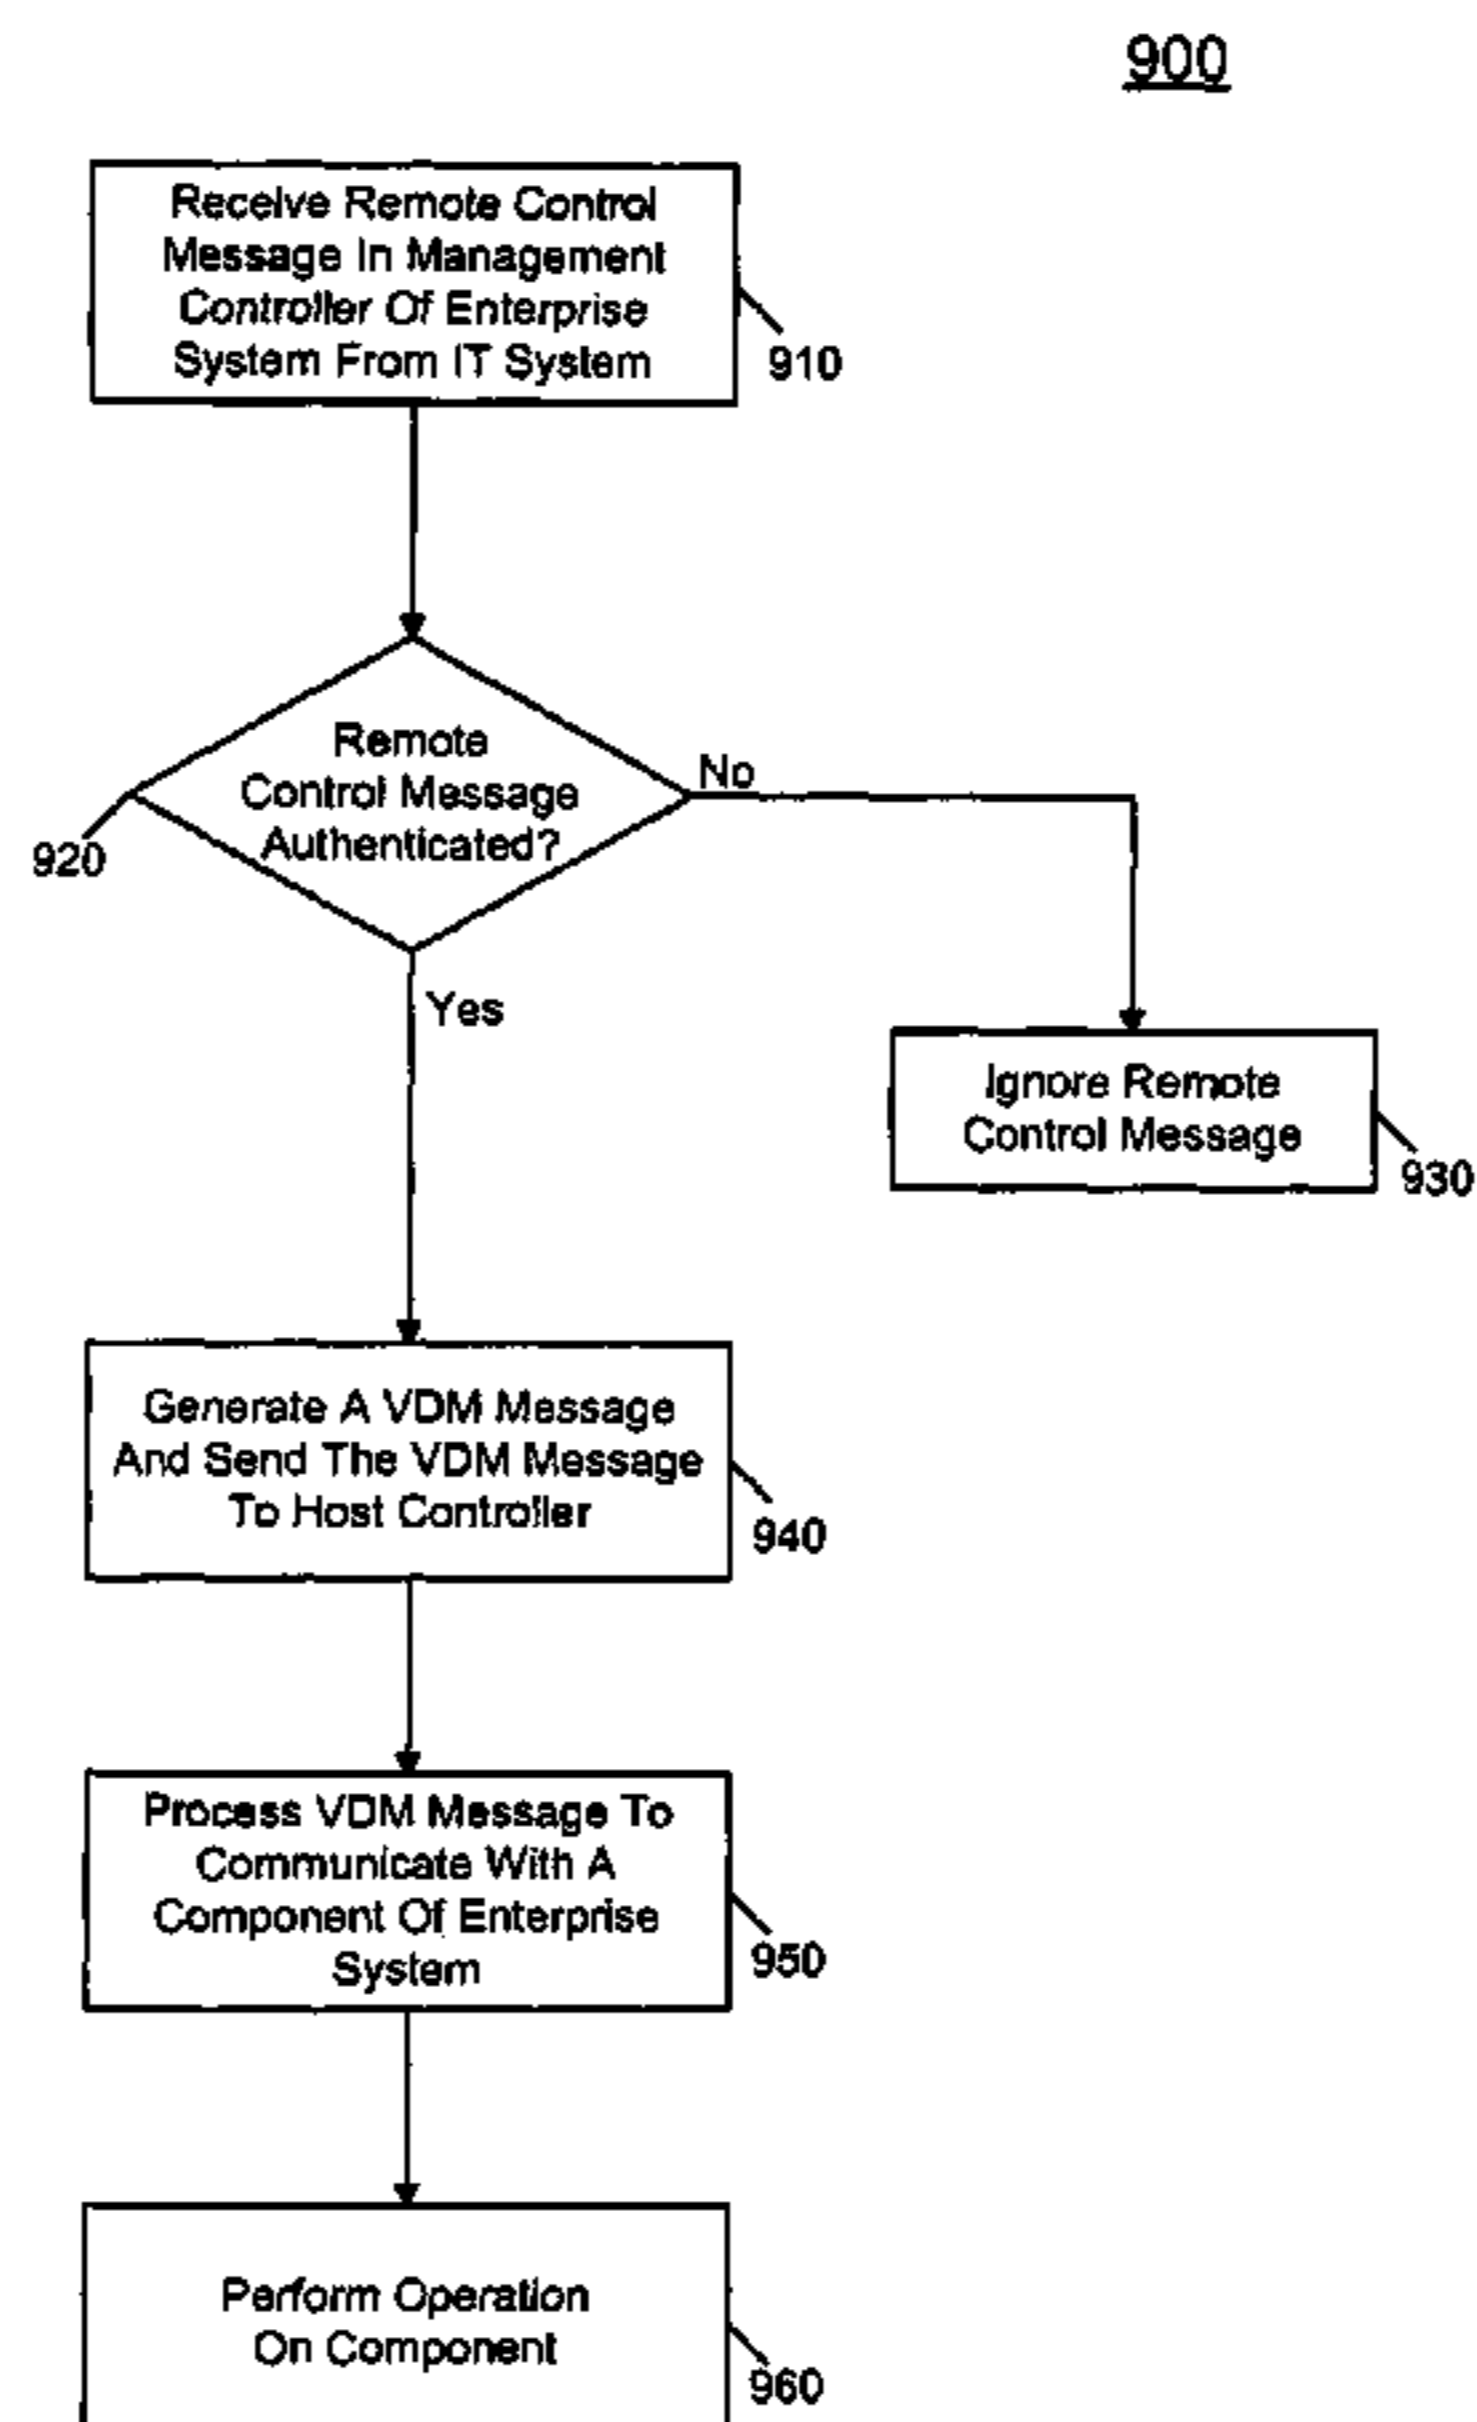 900
Receive Remote Control
Message In Management
Controller Of Enterprise
System From IT System
910
Remote
Control Message
Authenticated?
No
920
Yes
Ignore Remote
Control Message
930
Generate A VDM Message
And Send The VDM Message
To Host Controller
940
Process VDM Message To
Communicate With A
Component Of Enterprise
System
950
Perform Operation
On Component
960